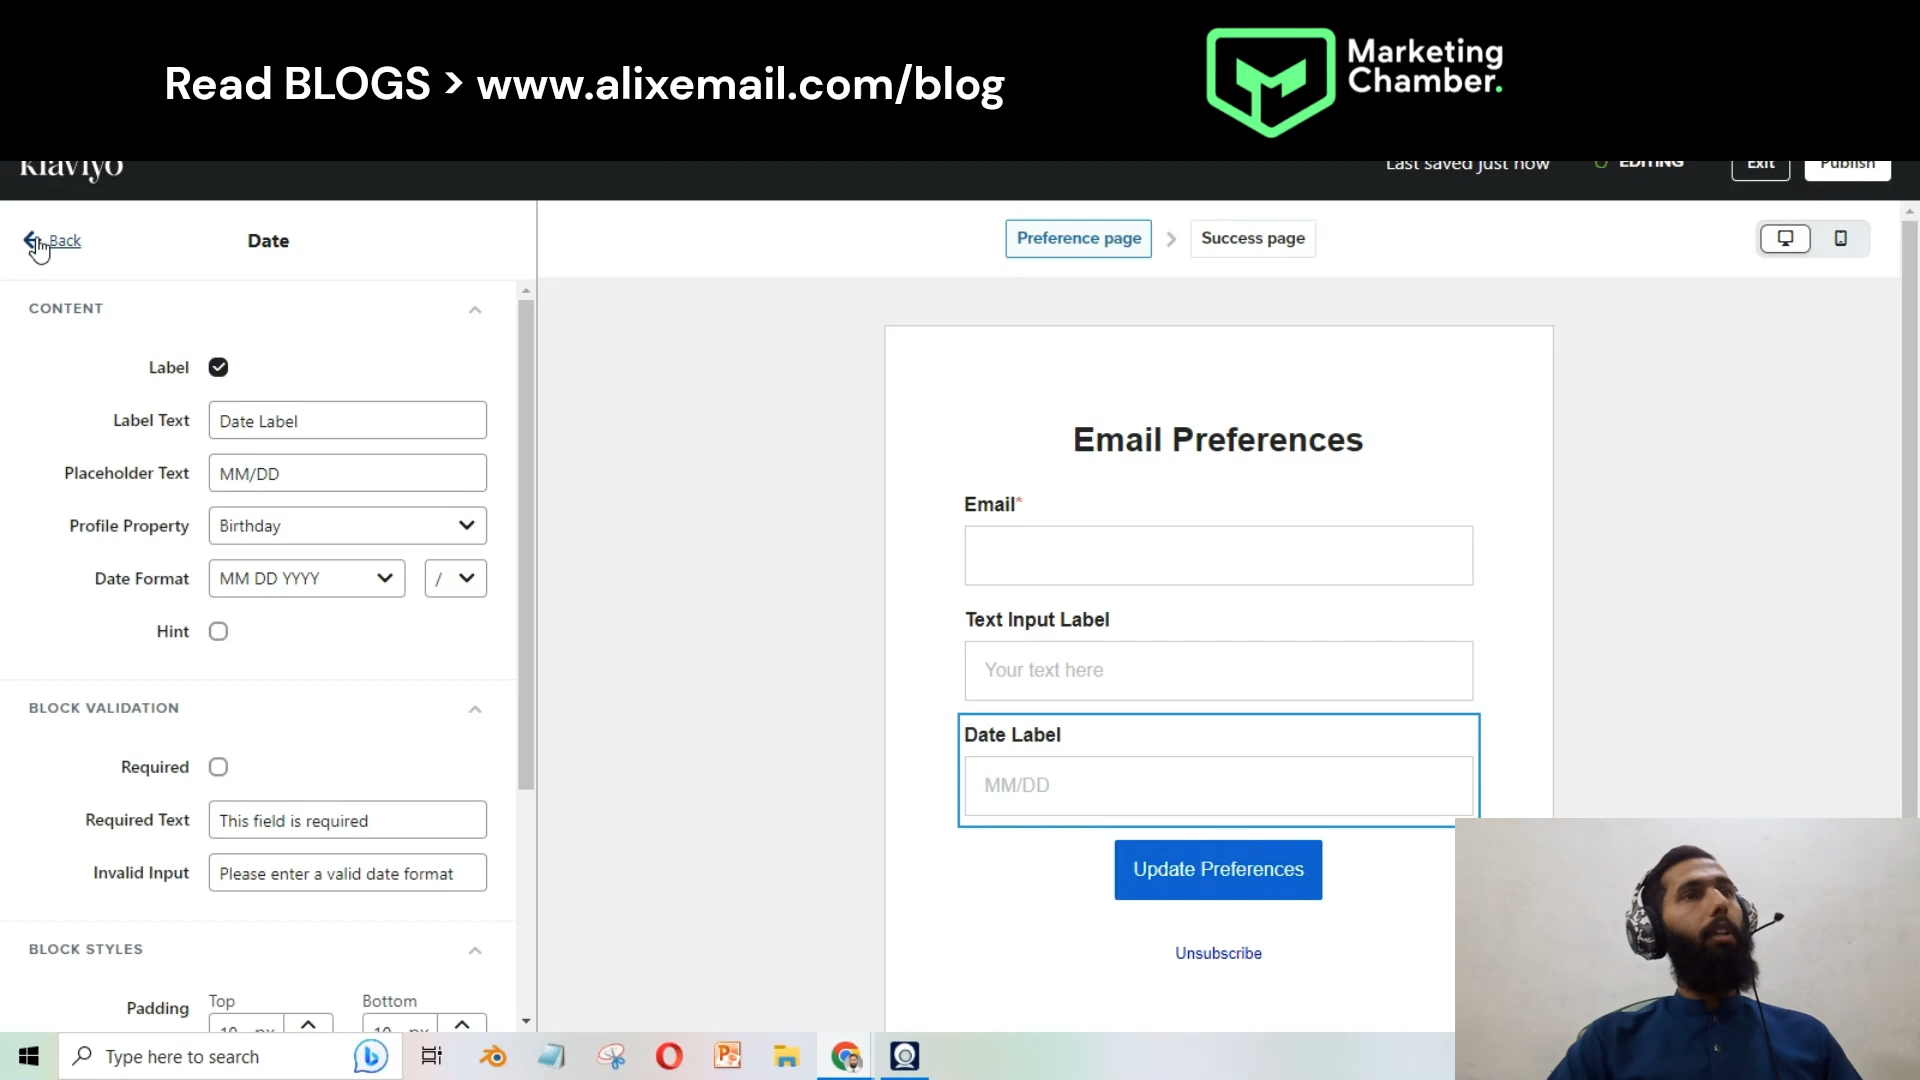 Read BLOGS > www.alixemail.com/blog
Marketing
Chamber.
klaviyo
Last saved just now
EDITING
Exit
Publish
Back
Date
Preference page
Success page
CONTENT
Label
Label Text
Date Label
Placeholder Text
MM/DD
Profile Property
Birthday
Date Format
MM DD YYYY
/
Hint
BLOCK VALIDATION
Required
Required Text
This field is required
Invalid Input
Please enter a valid date format
BLOCK STYLES
Padding
Top
Bottom
10 px
10 px
Email Preferences
Email*
Text Input Label
Your text here
Date Label
MM/DD
Update Preferences
Unsubscribe
Type here to search